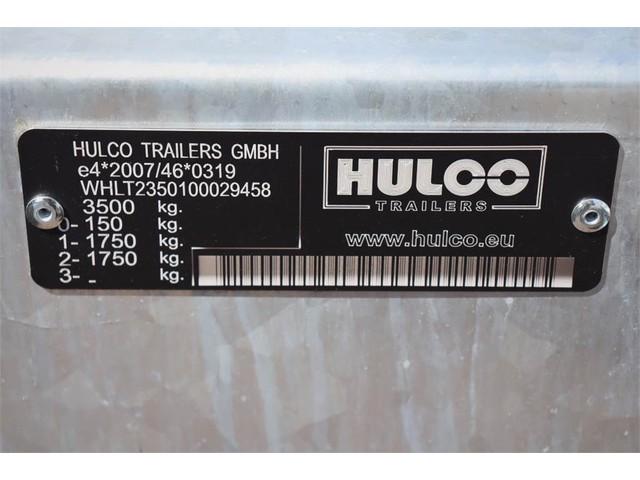 HULCO TRAILERS GMBH
e4*2007/46*0319
WHLT2350100029458
3500 kg.
0- 150 kg.
1- 1750 kg.
2- 1750 kg.
3- - kg.
HULCO
TRAILERS
www.hulco.eu